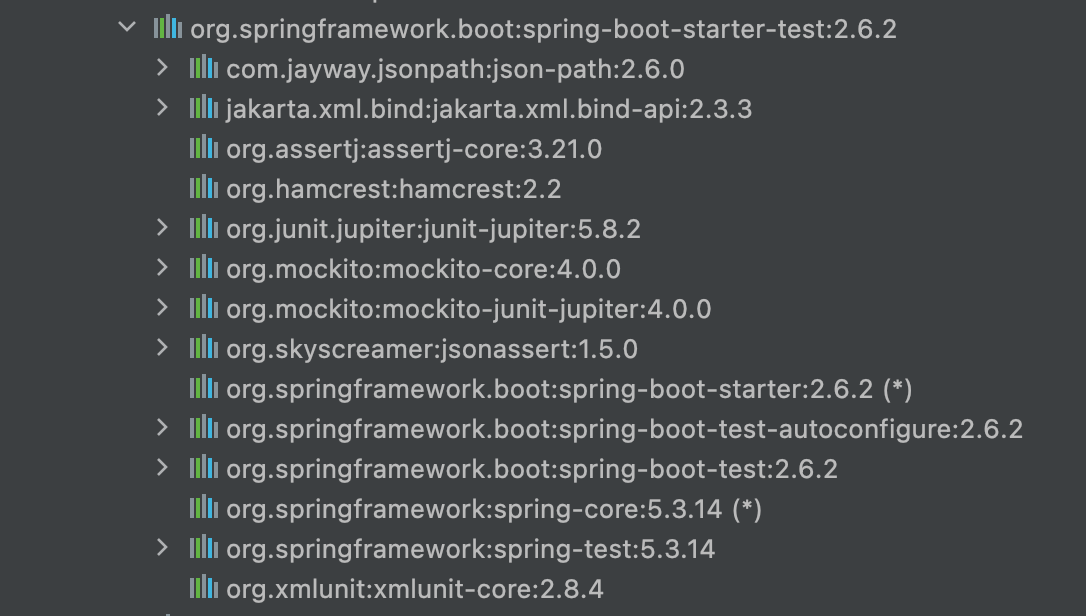 org.springframework.boot:spring-boot-starter-test:2.6.2
com.jayway.jsonpath:json-path:2.6.0
jakarta.xml.bind:jakarta.xml.bind-api:2.3.3
org.assertj:assertj-core:3.21.0
org.hamcrest:hamcrest:2.2
org.junit.jupiter:junit-jupiter:5.8.2
org.mockito:mockito-core:4.0.0
org.mockito:mockito-junit-jupiter:4.0.0
org.skyscreamer:jsonassert:1.5.0
org.springframework.boot:spring-boot-starter:2.6.2 (*)
org.springframework.boot:spring-boot-test-autoconfigure:2.6.2
org.springframework.boot:spring-boot-test:2.6.2
org.springframework:spring-core:5.3.14 (*)
org.springframework:spring-test:5.3.14
org.xmlunit:xmlunit-core:2.8.4